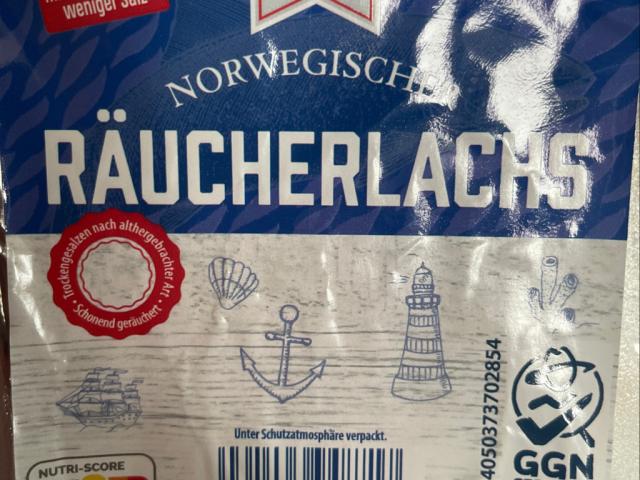 weniger Salz
NORWEGISCHER
RÄUCHERLACHS
Trockengesalzen nach althergebrachter Art •
Schonend geräuchert •
4050373702854
Unter Schutzatmosphäre verpackt.
NUTRI-SCORE
GGN